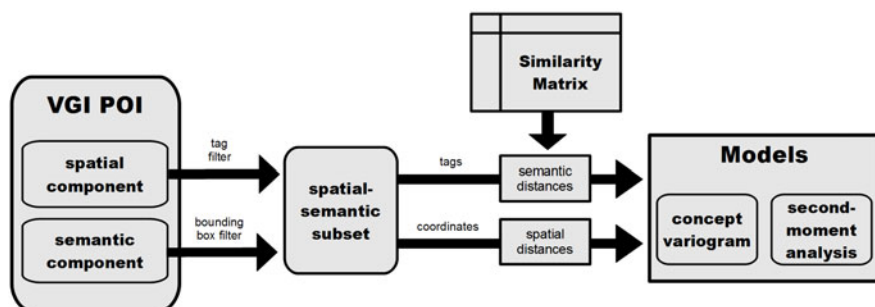 VGI POI
spatial
component
semantic
component
tag
filter
bounding
box filter
spatial-
semantic
subset
tags
coordinates
Similarity
Matrix
semantic
distances
spatial
distances
Models
concept
variogram
second-
moment
analysis